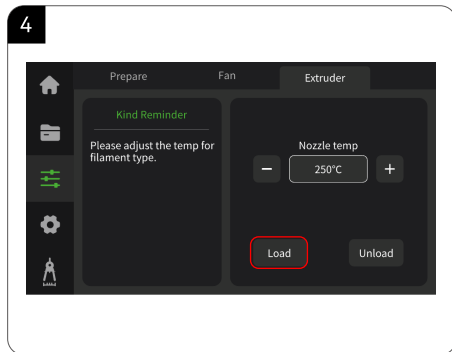 4
Prepare
Fan
Extruder
Kind Reminder
Please adjust the temp for
filament type.
Nozzle temp
− 250°C +
Load
Unload